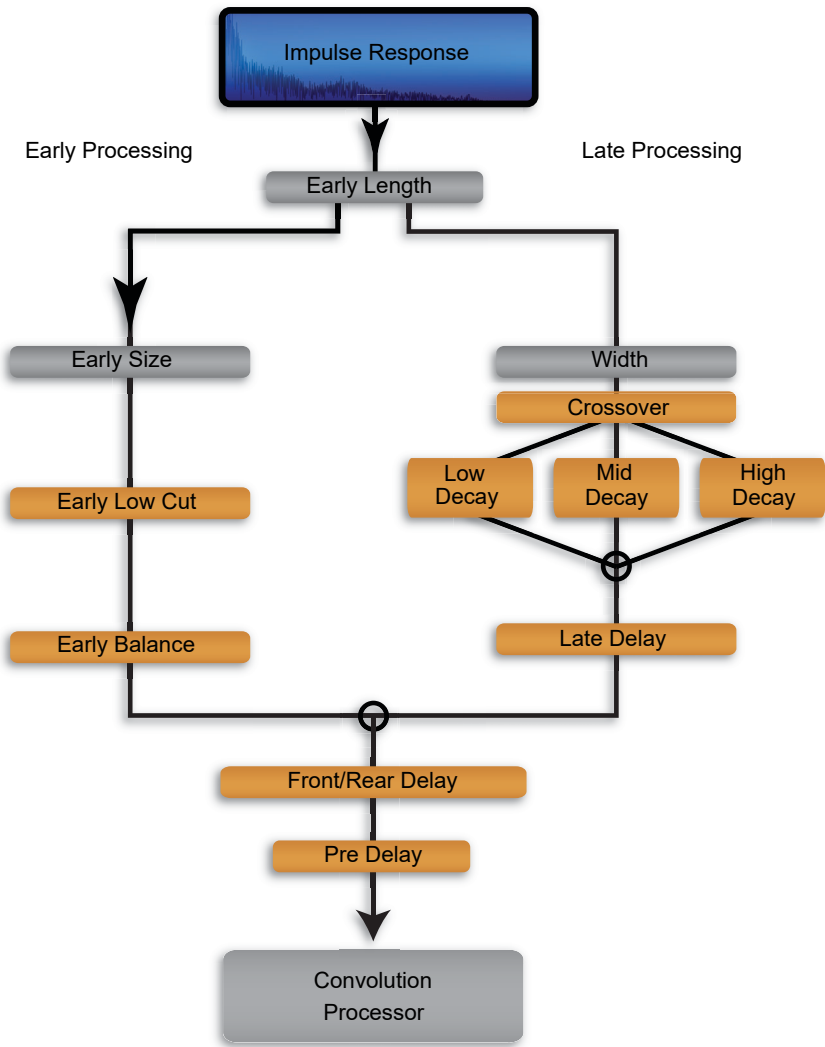 Impulse Response
Early Processing
Late Processing
Early Length
Early Size
Width
Crossover
Low
Decay
Mid
Decay
High
Decay
Early Low Cut
Early Balance
Late Delay
Front/Rear Delay
Pre Delay
Convolution
Processor